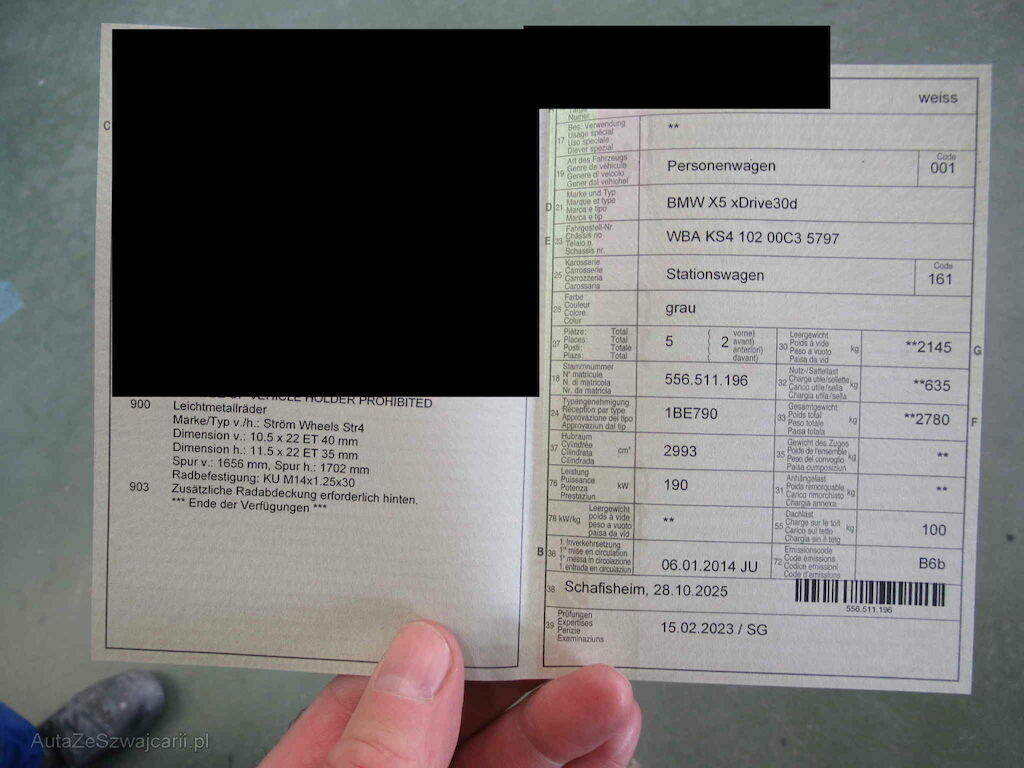 C
VEHICLE HOLDER PROHIBITED
900 Leichtmetallräder
Marke/Typ v./h.: Ström Wheels Str4
Dimension v.: 10.5 x 22 ET 40 mm
Dimension h.: 11.5 x 22 ET 35 mm
Spur v.: 1656 mm, Spur h.: 1702 mm
Radbefestigung: KU M14x1.25x30
903 Zusätzliche Radabdeckung erforderlich hinten.
*** Ende der Verfügungen ***
weiss
Numer
17 Bes. Verwendung
Usage spécial
Uso speciale
Diever spezial
**
19 Art des Fahrzeugs
Genre de véhicule
Genere di veicolo
Gener dal vehichel
Personenwagen
Code
001
D 21 Marke und Typ
Marque et type
Marca e tipo
Marca e tip
BMW X5 xDrive30d
E 23 Fahrgestell-Nr.
Châssis no
Telaio n.
Schassis nr.
WBA KS4 102 00C3 5797
25 Karosserie
Carrosserie
Carrozzeria
Carossaria
Stationswagen
Code
161
26 Farbe
Couleur
Colore
Colur
grau
27 Plätze: Total
Places: Total
Posti: Totale
Plazs: Total
5
2
vorne)
avant)
anteriori)
davant)
30 Leergewicht
Poids à vide
Peso a vuoto
Paisa da vid
kg
**2145
G
18 Stammnummer
N° matricule
N. di matricola
Nr. da matricla
556.511.196
32 Nutz-/Sattellast
Charge utile/sellette
Carico utile/sella
Chargia utila/sella
kg
**635
24 Typengenehmigung
Réception par type
Approvazione del tipo
Approvaziun dal tip
1BE790
33 Gesamtgewicht
Poids total
Peso totale
Paisa totala
kg
**2780
F
37 Hubraum
Cylindrée
Cilindrata
Cilindrada
cm³
2993
35 Gewicht des Zuges
Poids de l'ensemble
Peso del convoglio
Paisa cumposiziun
kg
**
76 Leistung
Puissance
Potenza
Prestaziun
kW
190
31 Anhängelast
Poids remorquable
Carico rimorchiato
Chargia annexa
kg
**
78 kW/kg
Leergewicht
poids à vide
peso a vuoto
paisa da vid
**
55 Dachlast
Charge sur le toit
Carico sul tetto
Chargia sin il tetg
kg
100
B 36 1. Inverkehrsetzung
1re mise en circulation
1a messa in circolazione
1. entrada en circulaziun
06.01.2014 JU
72 Emissionscode
Code émissions
Codice emissioni
Code d'emissiuns
B6b
38 Schafisheim, 28.10.2025
556.511.196
39 Prüfungen
Expertises
Perizie
Examinaziuns
15.02.2023 / SG
AutaZeSzwajcarii.pl